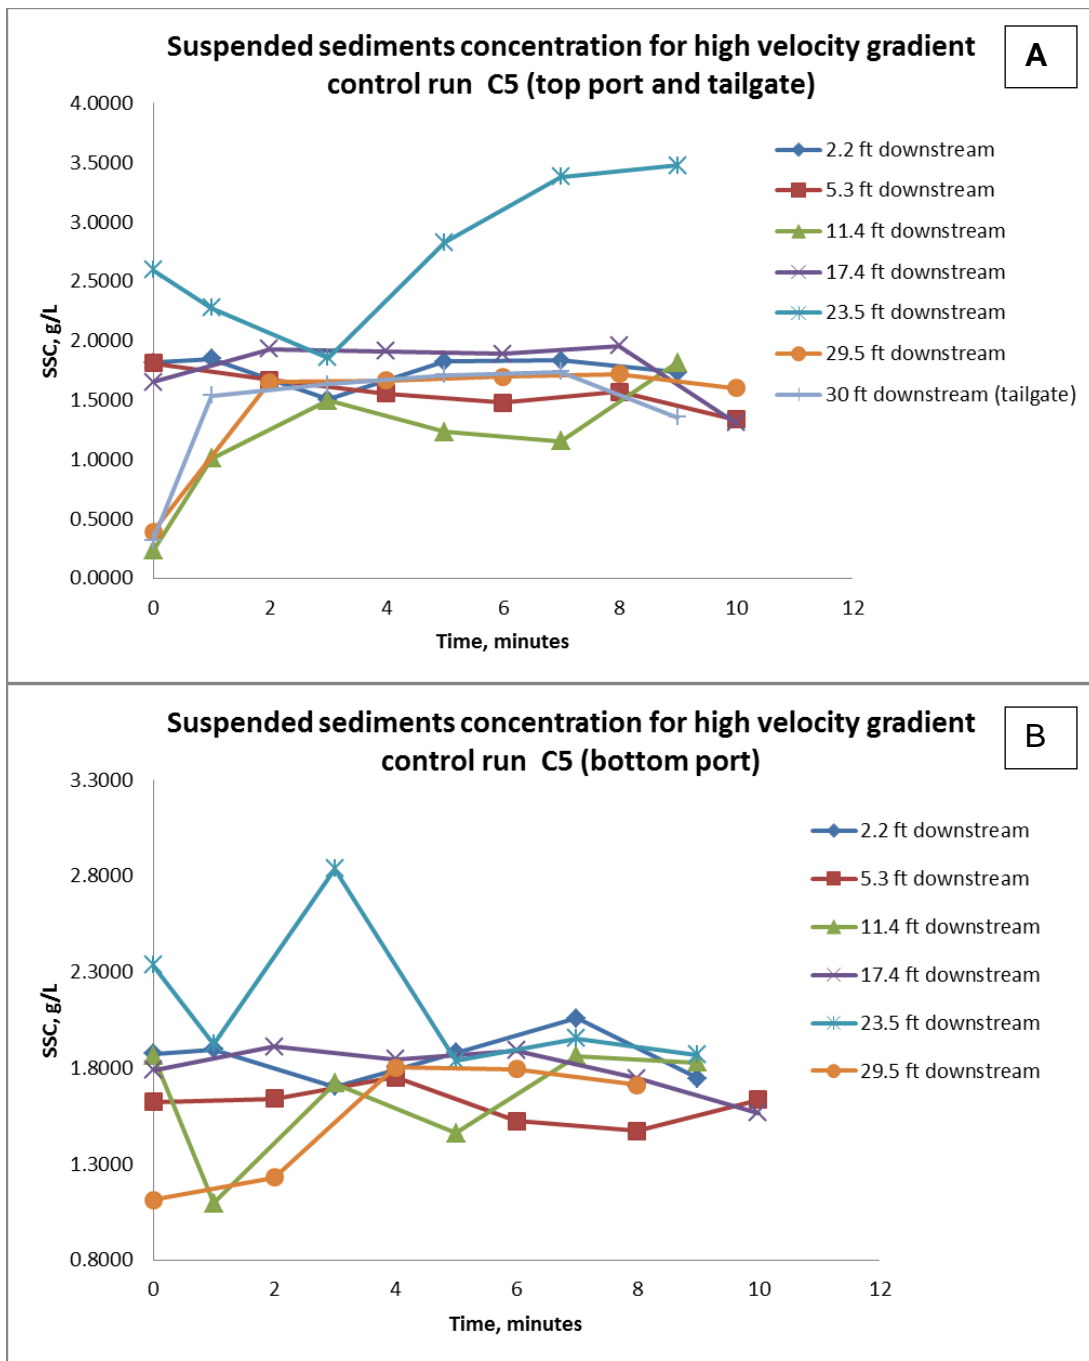 Suspended sediments concentration for high velocity gradient
control run C5 (top port and tailgate)
A
4.0000
3.5000
3.0000
2.5000
2.0000
1.5000
1.0000
0.5000
0.0000
SSC, g/L
0 2 4 6 8 10 12
Time, minutes
2.2 ft downstream
5.3 ft downstream
11.4 ft downstream
17.4 ft downstream
23.5 ft downstream
29.5 ft downstream
30 ft downstream (tailgate)
Suspended sediments concentration for high velocity gradient
control run C5 (bottom port)
B
3.3000
2.8000
2.3000
1.8000
1.3000
0.8000
SSC, g/L
0 2 4 6 8 10 12
Time, minutes
2.2 ft downstream
5.3 ft downstream
11.4 ft downstream
17.4 ft downstream
23.5 ft downstream
29.5 ft downstream